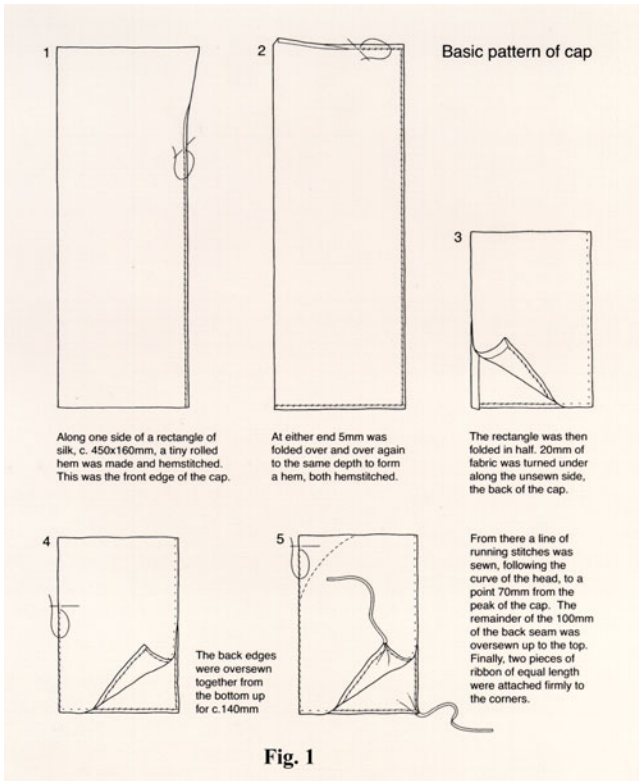 Basic pattern of cap
1
Along one side of a rectangle of
silk, c. 450x160mm, a tiny rolled
hem was made and hemstitched.
This was the front edge of the cap.
2
At either end 5mm was
folded over and over again
to the same depth to form
a hem, both hemstitched.
3
The rectangle was then
folded in half. 20mm of
fabric was turned under
along the unsewn side,
the back of the cap.
4
The back edges
were oversewn
together from
the bottom up
for c.140mm
5
From there a line of
running stitches was
sewn, following the
curve of the head, to a
point 70mm from the
peak of the cap. The
remainder of the 100mm
of the back seam was
oversewn up to the top.
Finally, two pieces of
ribbon of equal length
were attached firmly to
the corners.
Fig. 1